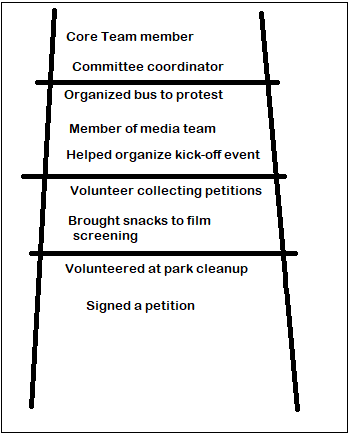 Core Team member
Committee coordinator
Organized bus to protest
Member of media team
Helped organize kick-off event
Volunteer collecting petitions
Brought snacks to film
screening
Volunteered at park cleanup
Signed a petition